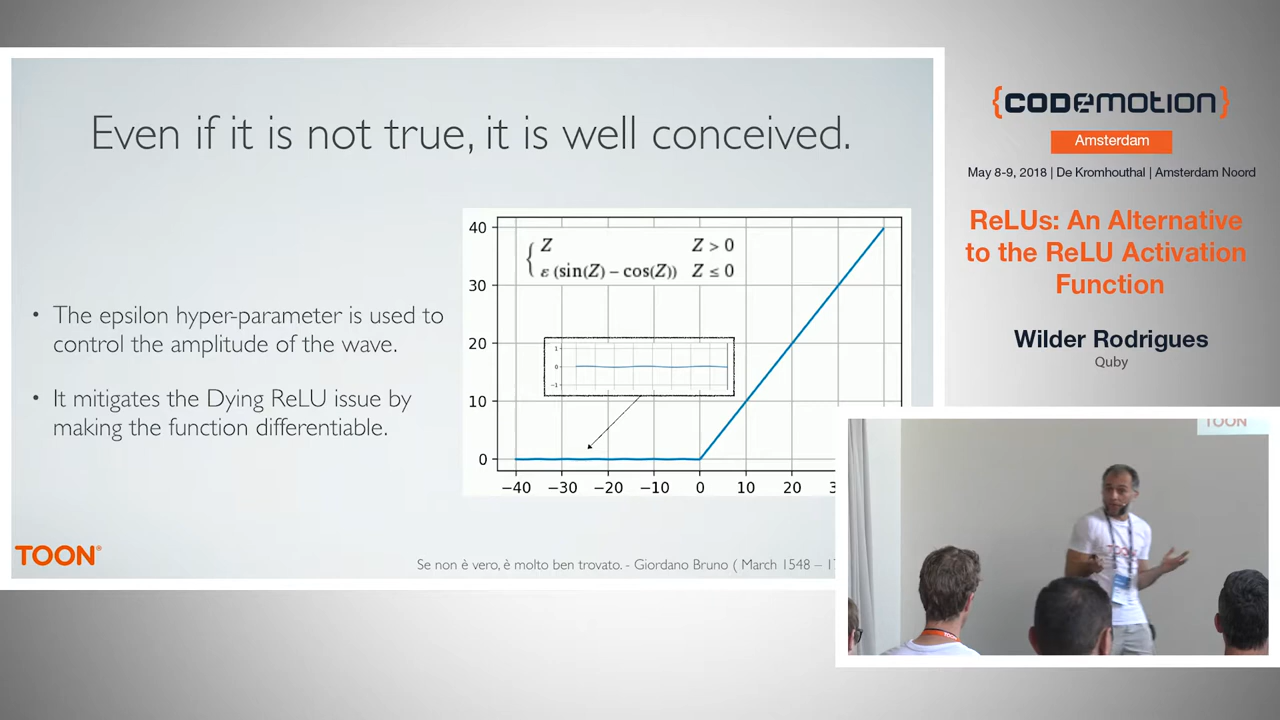 Even if it is not true, it is well conceived.
• The epsilon hyper-parameter is used to
control the amplitude of the wave.
• It mitigates the Dying ReLU issue by
making the function differentiable.
40
30
20
10
0
−40
−30
−20
−10
0
10
20
Z Z > 0
ε (sin(Z) − cos(Z)) Z ≤ 0
1
0
−1
TOON®
Se non è vero, è molto ben trovato. - Giordano Bruno ( March 1548 –
{CODEMOTION}
Amsterdam
May 8-9, 2018 | De Kromhouthal | Amsterdam Noord
ReLUs: An Alternative
to the ReLU Activation
Function
Wilder Rodrigues
Quby
TOON